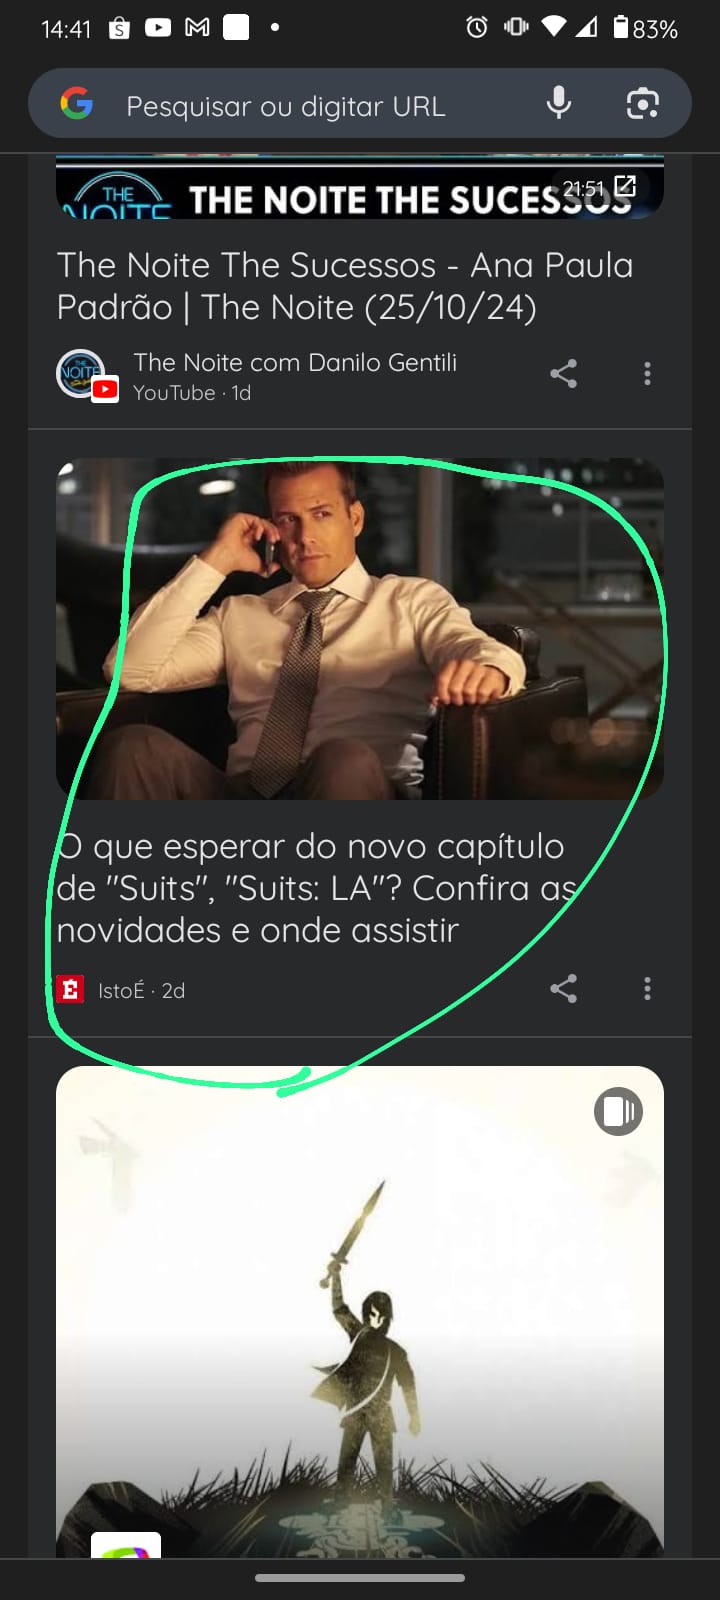 14:41
83%
Pesquisar ou digitar URL
THE NOITE
THE NOITE THE SUCESSOS
21:51
The Noite The Sucessos - Ana Paula
Padrão | The Noite (25/10/24)
NOITE
The Noite com Danilo Gentili
YouTube · 1d
O que esperar do novo capítulo
de "Suits", "Suits: LA"? Confira as
novidades e onde assistir
É
IstoÉ · 2d